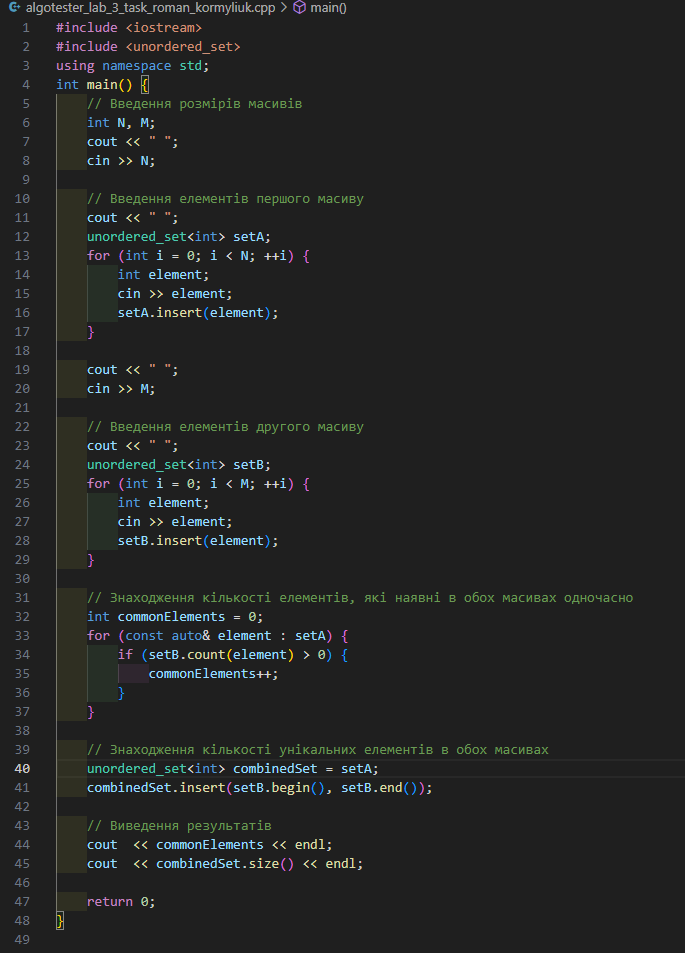 algotester_lab_3_task_roman_kormyliuk.cpp > main()
1 #include <iostream>
2 #include <unordered_set>
3 using namespace std;
4 int main() {
5 // Введення розмірів масивів
6 int N, M;
7 cout << " ";
8 cin >> N;
9
10 // Введення елементів першого масиву
11 cout << " ";
12 unordered_set<int> setA;
13 for (int i = 0; i < N; ++i) {
14 int element;
15 cin >> element;
16 setA.insert(element);
17 }
18
19 cout << " ";
20 cin >> M;
21
22 // Введення елементів другого масиву
23 cout << " ";
24 unordered_set<int> setB;
25 for (int i = 0; i < M; ++i) {
26 int element;
27 cin >> element;
28 setB.insert(element);
29 }
30
31 // Знаходження кількості елементів, які наявні в обох масивах одночасно
32 int commonElements = 0;
33 for (const auto& element : setA) {
34 if (setB.count(element) > 0) {
35 commonElements++;
36 }
37 }
38
39 // Знаходження кількості унікальних елементів в обох масивах
40 unordered_set<int> combinedSet = setA;
41 combinedSet.insert(setB.begin(), setB.end());
42
43 // Виведення результатів
44 cout  << commonElements << endl;
45 cout  << combinedSet.size() << endl;
46
47 return 0;
48 }
49